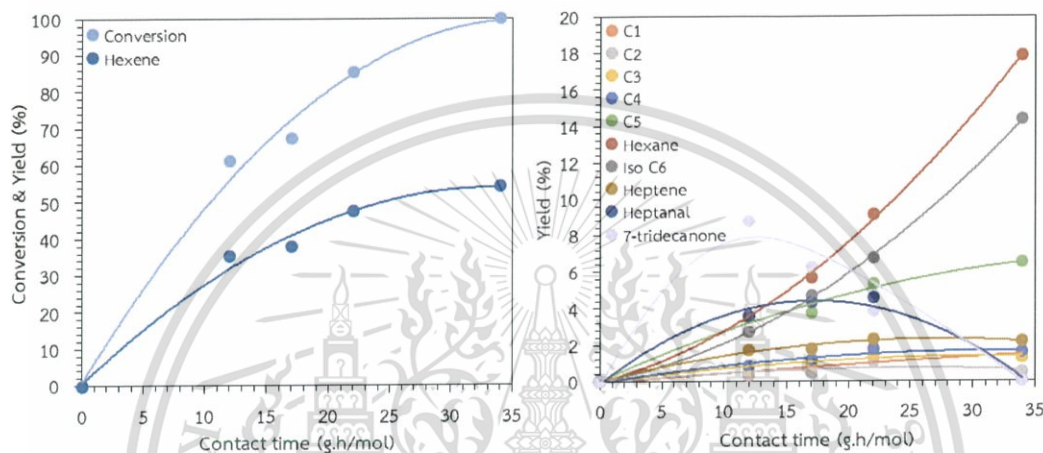 Conversion & Yield (%)
100
90
80
70
60
50
40
30
20
10
0
Conversion
Hexene
0 5 10 15 20 25 30 35
Contact time (g.h/mol)
Yield (%)
20
18
16
14
12
10
8
6
4
2
0
C1
C2
C3
C4
C5
Hexane
Iso C6
Heptene
Heptanal
7-tridecanone
0 5 10 15 20 25 30 35
Contact time (g.h/mol)